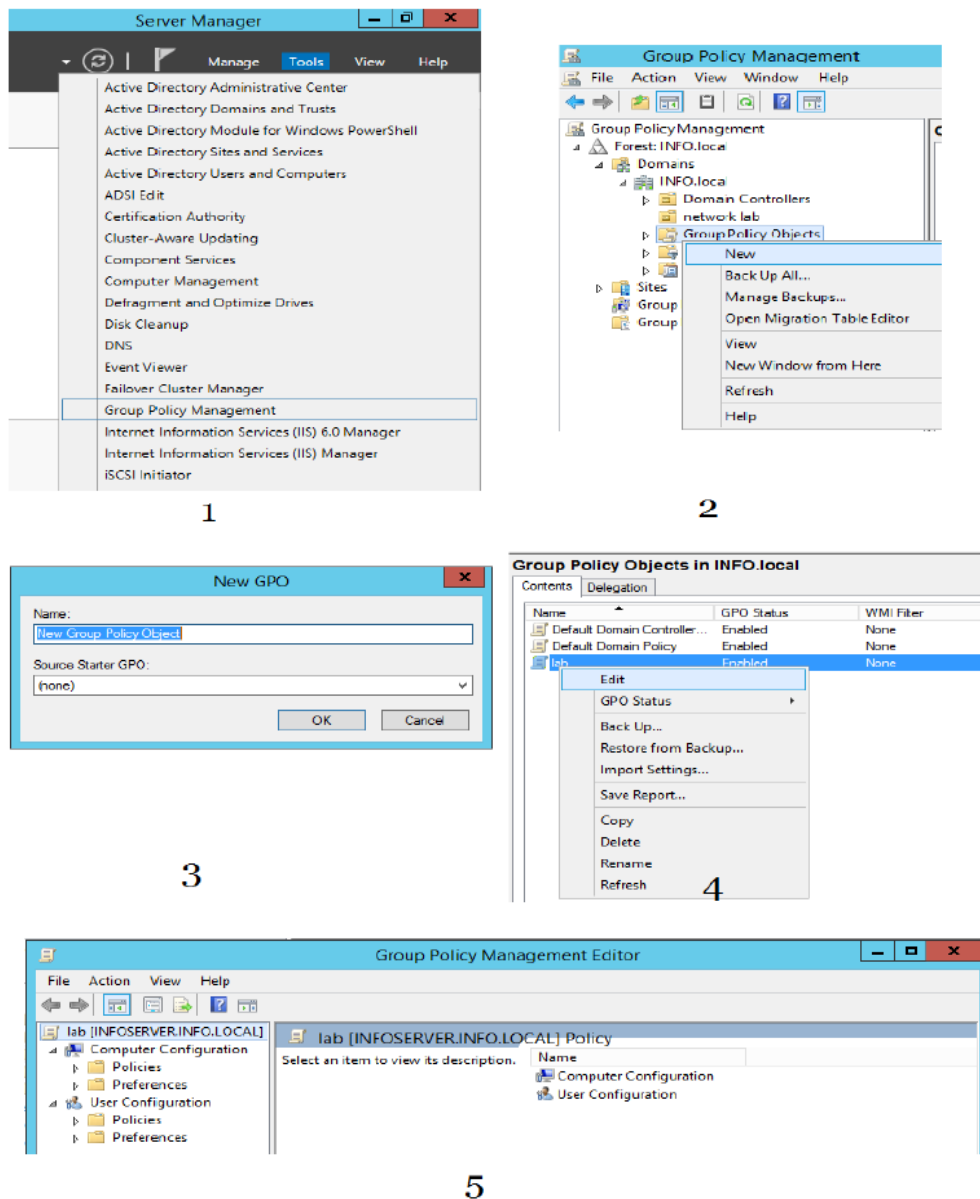 Server Manager
Manage Tools View Help
Active Directory Administrative Center
Active Directory Domains and Trusts
Active Directory Module for Windows PowerShell
Active Directory Sites and Services
Active Directory Users and Computers
ADSI Edit
Certification Authority
Cluster-Aware Updating
Component Services
Computer Management
Defragment and Optimize Drives
Disk Cleanup
DNS
Event Viewer
Failover Cluster Manager
Group Policy Management
Internet Information Services (IIS) 6.0 Manager
Internet Information Services (IIS) Manager
iSCSI Initiator
1
Group Policy Management
File Action View Window Help
Group Policy Management
Forest: INFO.local
Domains
INFO.local
Domain Controllers
network lab
Group Policy Objects
Sites
Group
Group
New
Back Up All...
Manage Backups...
Open Migration Table Editor
View
New Window from Here
Refresh
Help
2
New GPO
Name:
New Group Policy Object
Source Starter GPO:
(none)
OK Cancel
3
Group Policy Objects in INFO.local
Contents Delegation
Name GPO Status WMI Filter
Default Domain Controller... Enabled None
Default Domain Policy Enabled None
lab Enabled None
Edit
GPO Status
Back Up...
Restore from Backup...
Import Settings...
Save Report...
Copy
Delete
Rename
Refresh
4
Group Policy Management Editor
File Action View Help
lab [INFOSERVER.INFO.LOCAL]
Computer Configuration
Policies
Preferences
User Configuration
Policies
Preferences
lab [INFOSERVER.INFO.LOCAL] Policy
Select an item to view its description.
Name
Computer Configuration
User Configuration
5